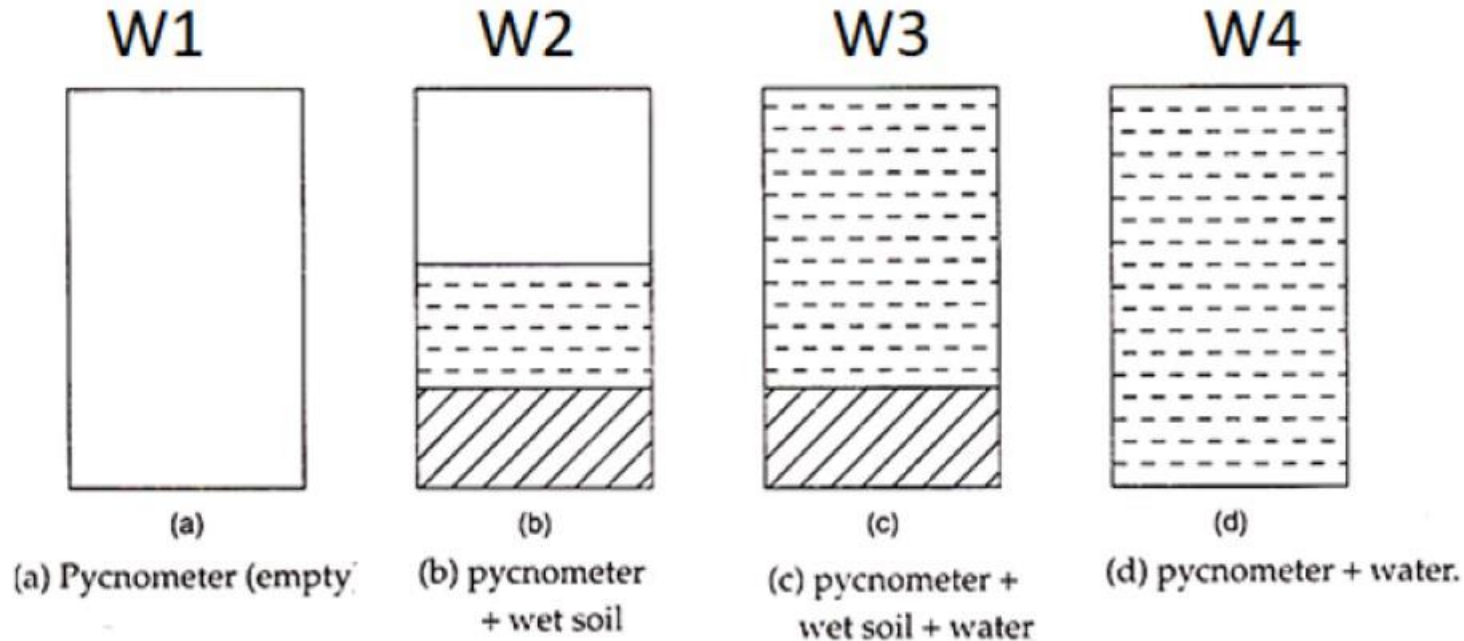 W1 W2 W3 W4
(a) (b) (c) (d)
(a) Pycnometer (empty)
(b) pycnometer
+ wet soil
(c) pycnometer +
wet soil + water
(d) pycnometer + water.